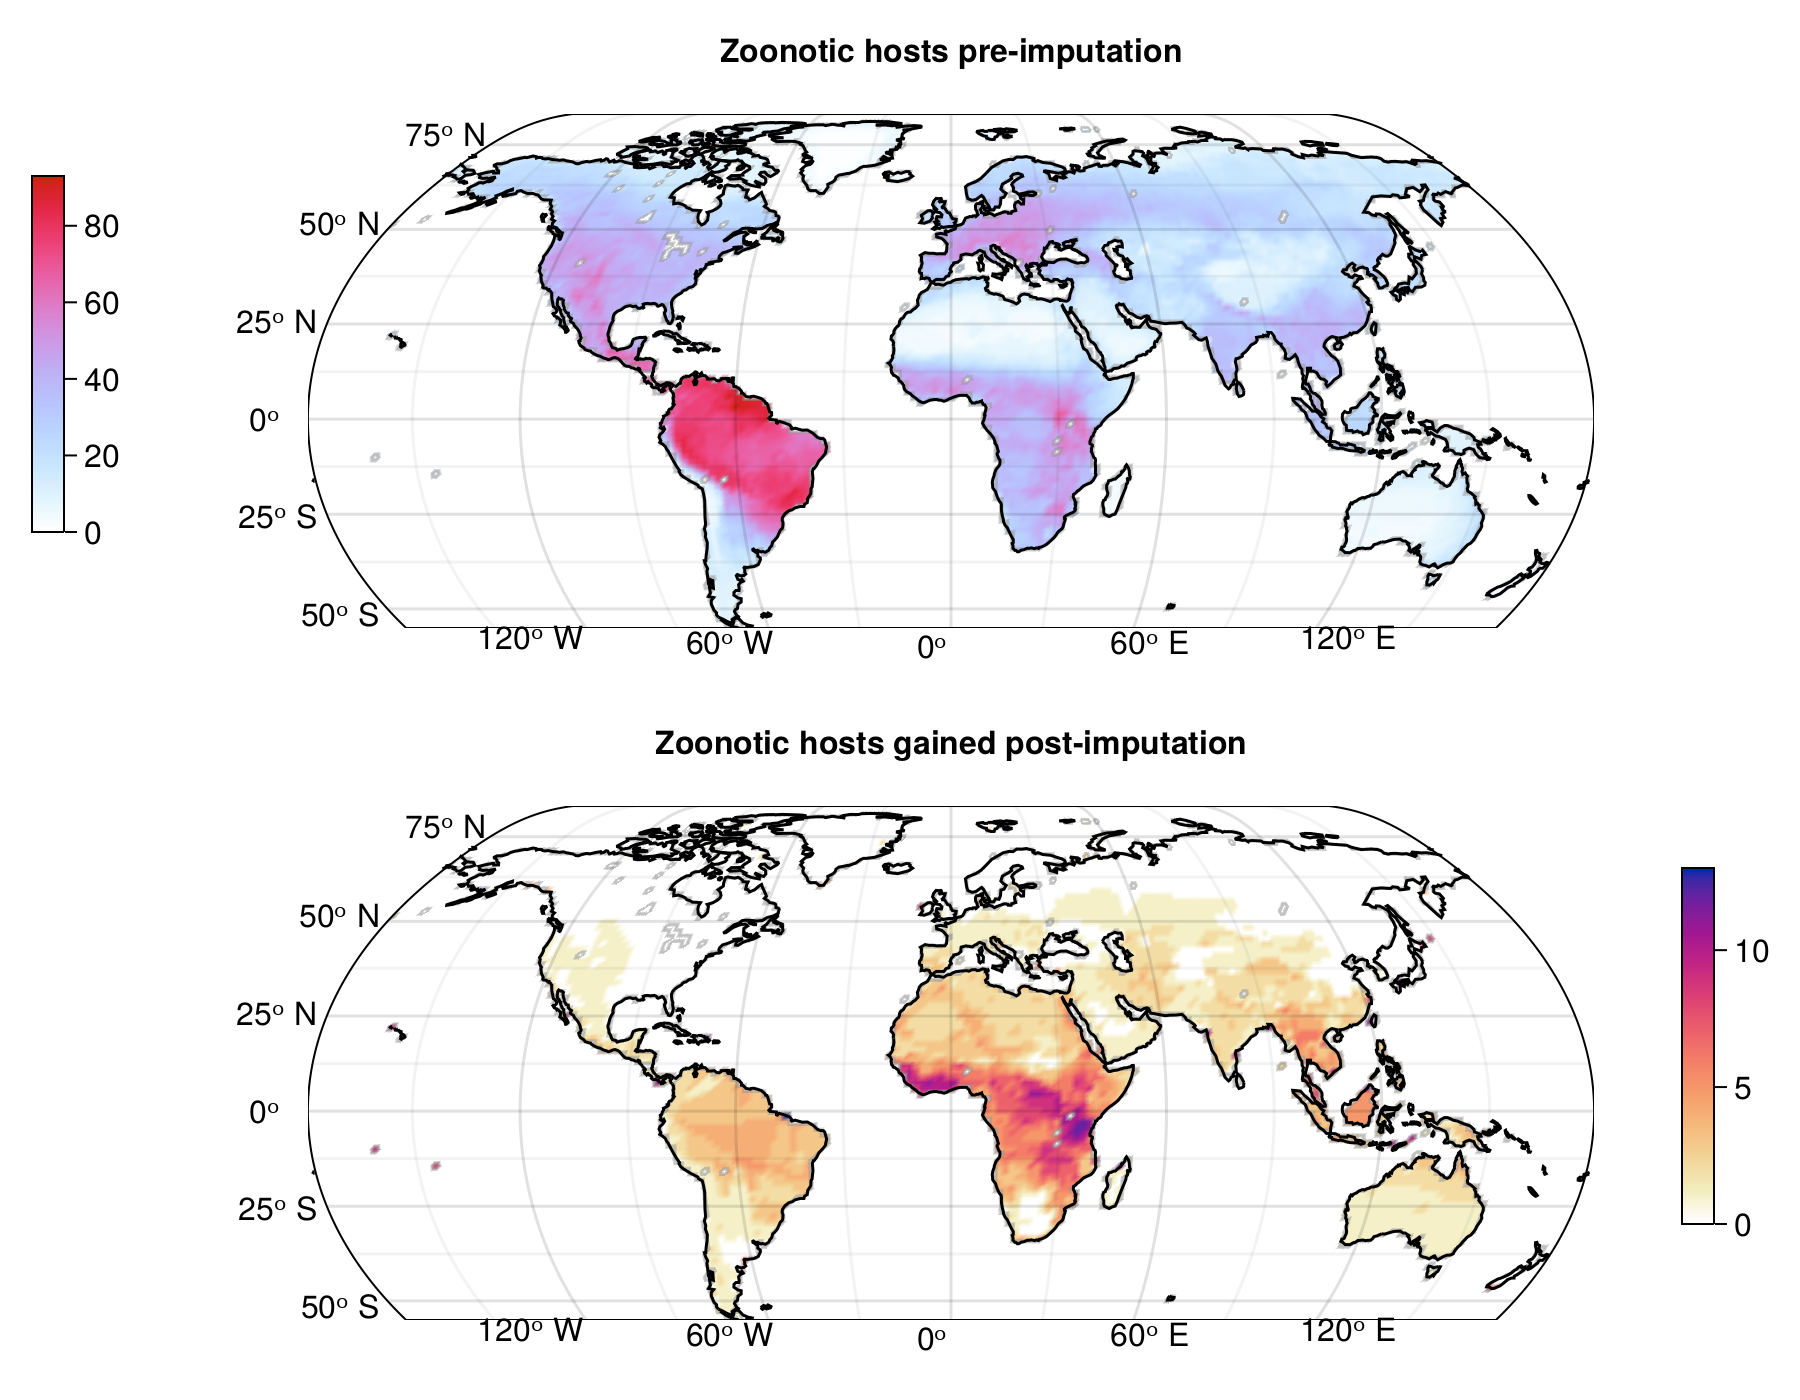 Zoonotic hosts pre-imputation
75° N
50° N
25° N
0°
25° S
50° S
120° W
60° W
0°
60° E
120° E
80
60
40
20
0
Zoonotic hosts gained post-imputation
75° N
50° N
25° N
0°
25° S
50° S
120° W
60° W
0°
60° E
120° E
10
5
0